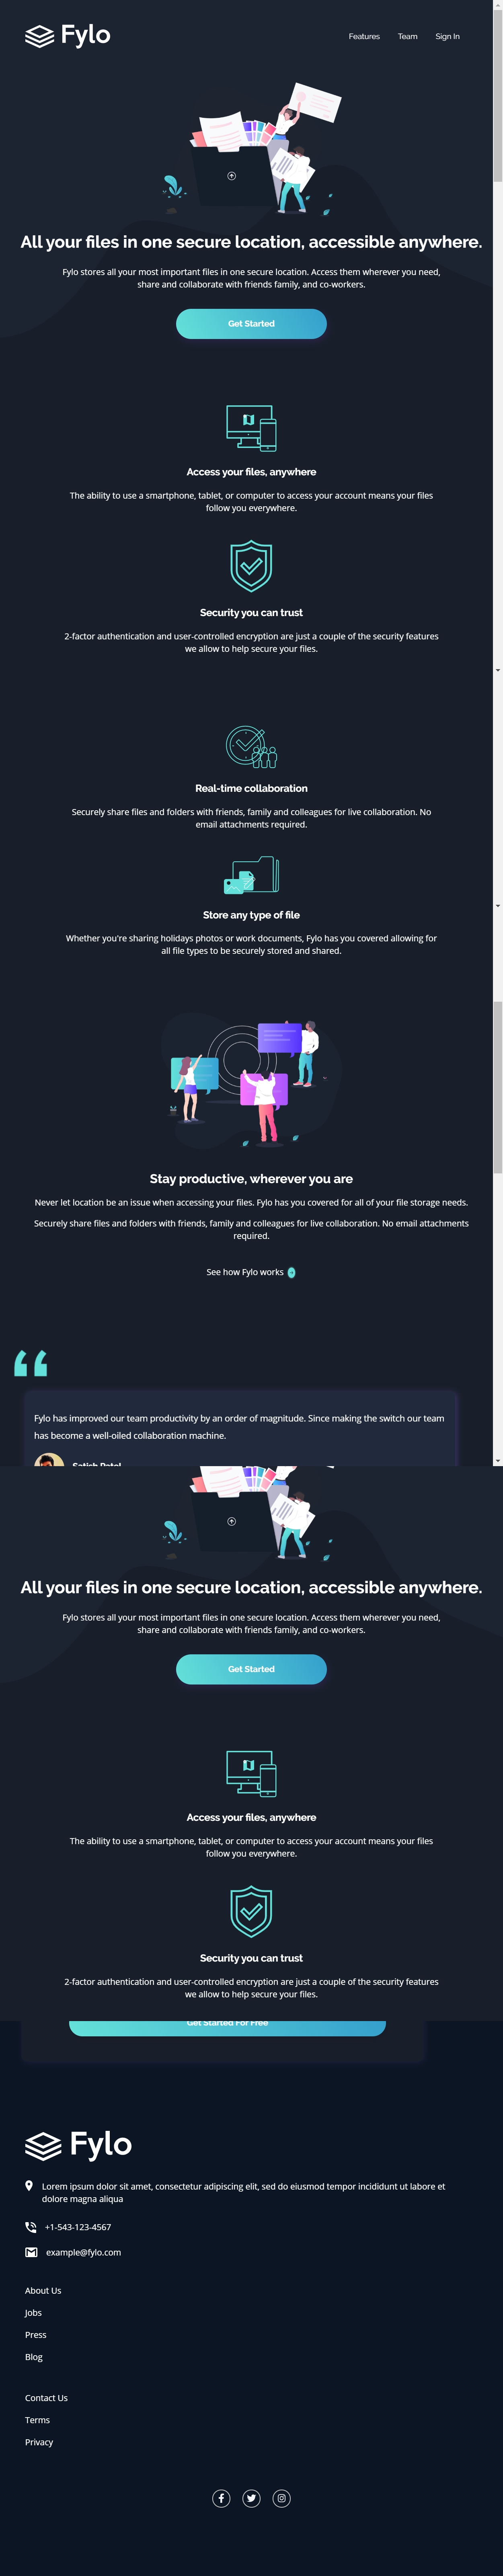 Fylo
Features Team Sign In
All your files in one secure location, accessible anywhere.
Fylo stores all your most important files in one secure location. Access them wherever you need,
share and collaborate with friends family, and co-workers.
Get Started
Access your files, anywhere
The ability to use a smartphone, tablet, or computer to access your account means your files
follow you everywhere.
Security you can trust
2-factor authentication and user-controlled encryption are just a couple of the security features
we allow to help secure your files.
Real-time collaboration
Securely share files and folders with friends, family and colleagues for live collaboration. No
email attachments required.
Store any type of file
Whether you're sharing holidays photos or work documents, Fylo has you covered allowing for
all file types to be securely stored and shared.
Stay productive, wherever you are
Never let location be an issue when accessing your files. Fylo has you covered for all of your file storage needs.
Securely share files and folders with friends, family and colleagues for live collaboration. No email attachments
required.
See how Fylo works
Fylo has improved our team productivity by an order of magnitude. Since making the switch our team
has become a well-oiled collaboration machine.
Satish Patel
All your files in one secure location, accessible anywhere.
Fylo stores all your most important files in one secure location. Access them wherever you need,
share and collaborate with friends family, and co-workers.
Get Started
Access your files, anywhere
The ability to use a smartphone, tablet, or computer to access your account means your files
follow you everywhere.
Security you can trust
2-factor authentication and user-controlled encryption are just a couple of the security features
we allow to help secure your files.
Get Started For Free
Fylo
Lorem ipsum dolor sit amet, consectetur adipiscing elit, sed do eiusmod tempor incididunt ut labore et
dolore magna aliqua
+1-543-123-4567
example@fylo.com
About Us
Jobs
Press
Blog
Contact Us
Terms
Privacy